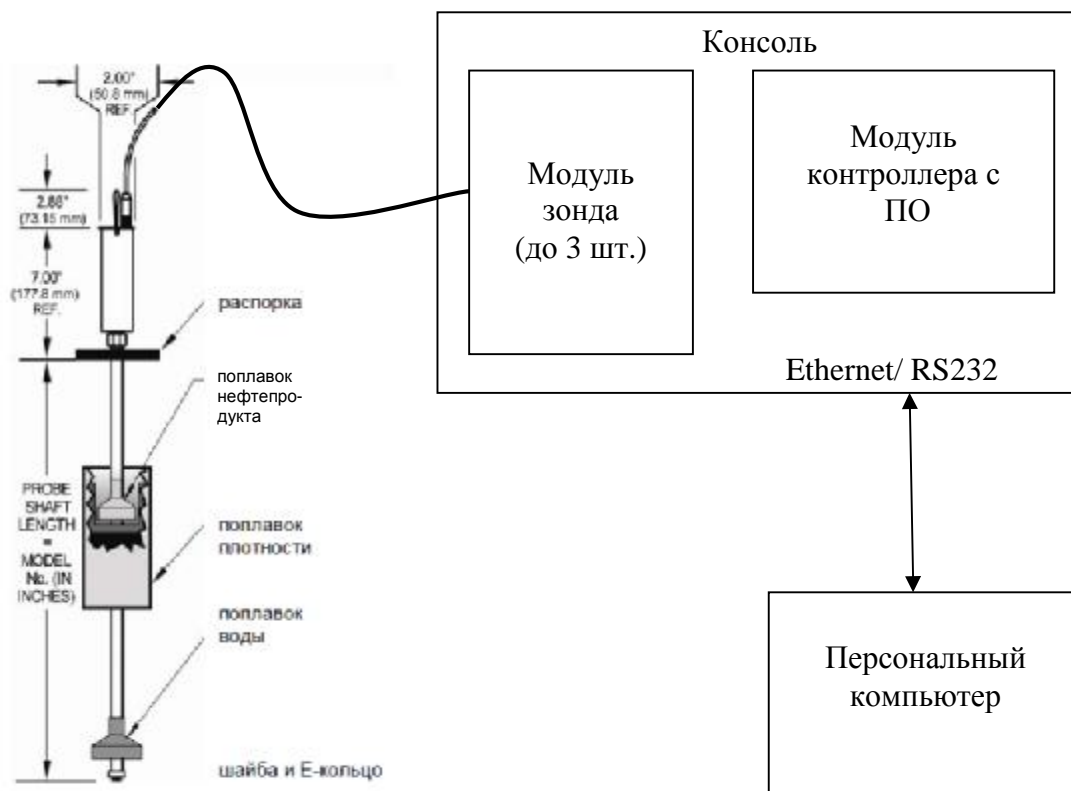 Консоль
Модуль
зонда
(до 3 шт.)
Модуль
контроллера с
ПО
Ethernet/ RS232
Персональный
компьютер
2.00"
(50.8 mm)
REF.
2.88"
(73.15 mm)
7.00"
(177.8 mm)
REF.
распорка
поплавок
нефтепро-
дукта
PROBE
SHAFT
LENGTH
=
MODEL
No. (IN
INCHES)
поплавок
плотности
поплавок
воды
шайба и Е-кольцо